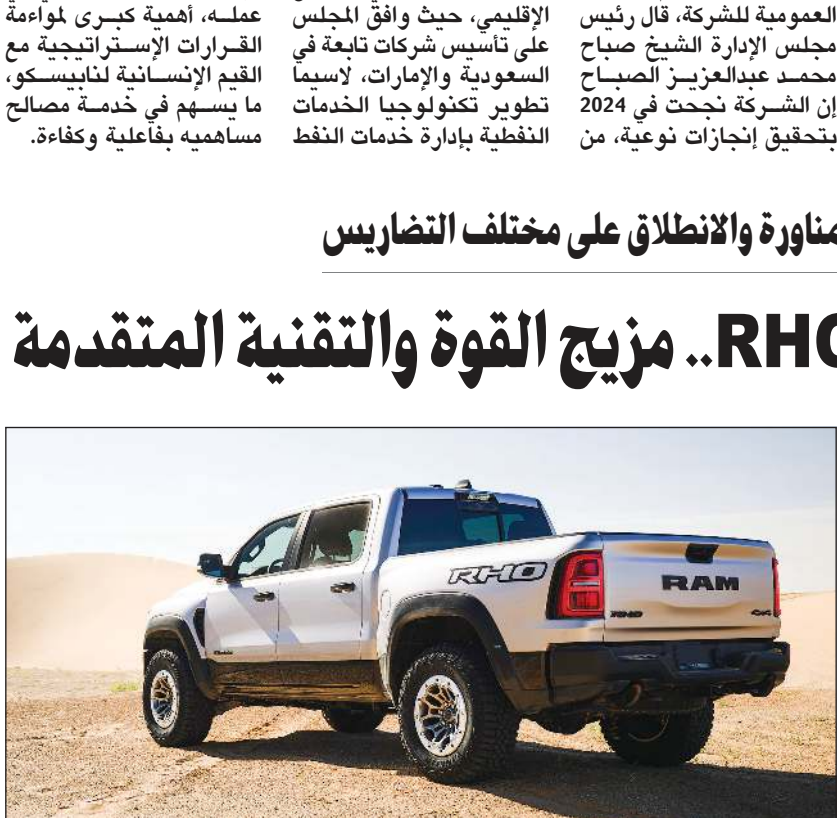 العمومية للشركة، قال رئيس
مجلس الإدارة الشيخ صباح
محمد عبدالعزيز الصباح
إن الشركة نجحت في 2024
بتحقيق إنجازات نوعية، من
الإقليمي، حيث وافق المجلس
على تأسيس شركات تابعة في
السعودية والإمارات، لاسيما
تطوير تكنولوجيا الخدمات
النفطية بإدارة خدمات النفط
عمله، أهمية كبرى لمواءمة
القرارات الإستراتيجية مع
القيم الإنسانية لنابيسكو،
ما يسهم في خدمة مصالح
مساهميه بفاعلية وكفاءة.
مناورة والانطلاق على مختلف التضاريس
RHO.. مزيج القوة والتقنية المتقدمة
RHO
RAM
RHO
4x4